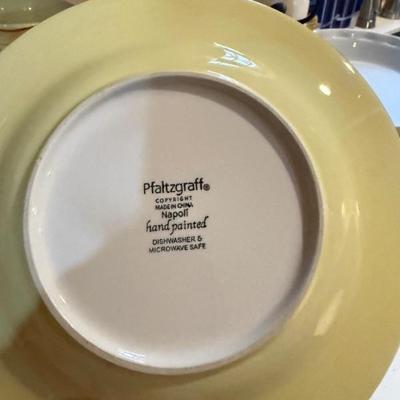 Pfaltzgraff®
COPYRIGHT
MADE IN CHINA
Napoli
hand painted
DISHWASHER &
MICROWAVE SAFE